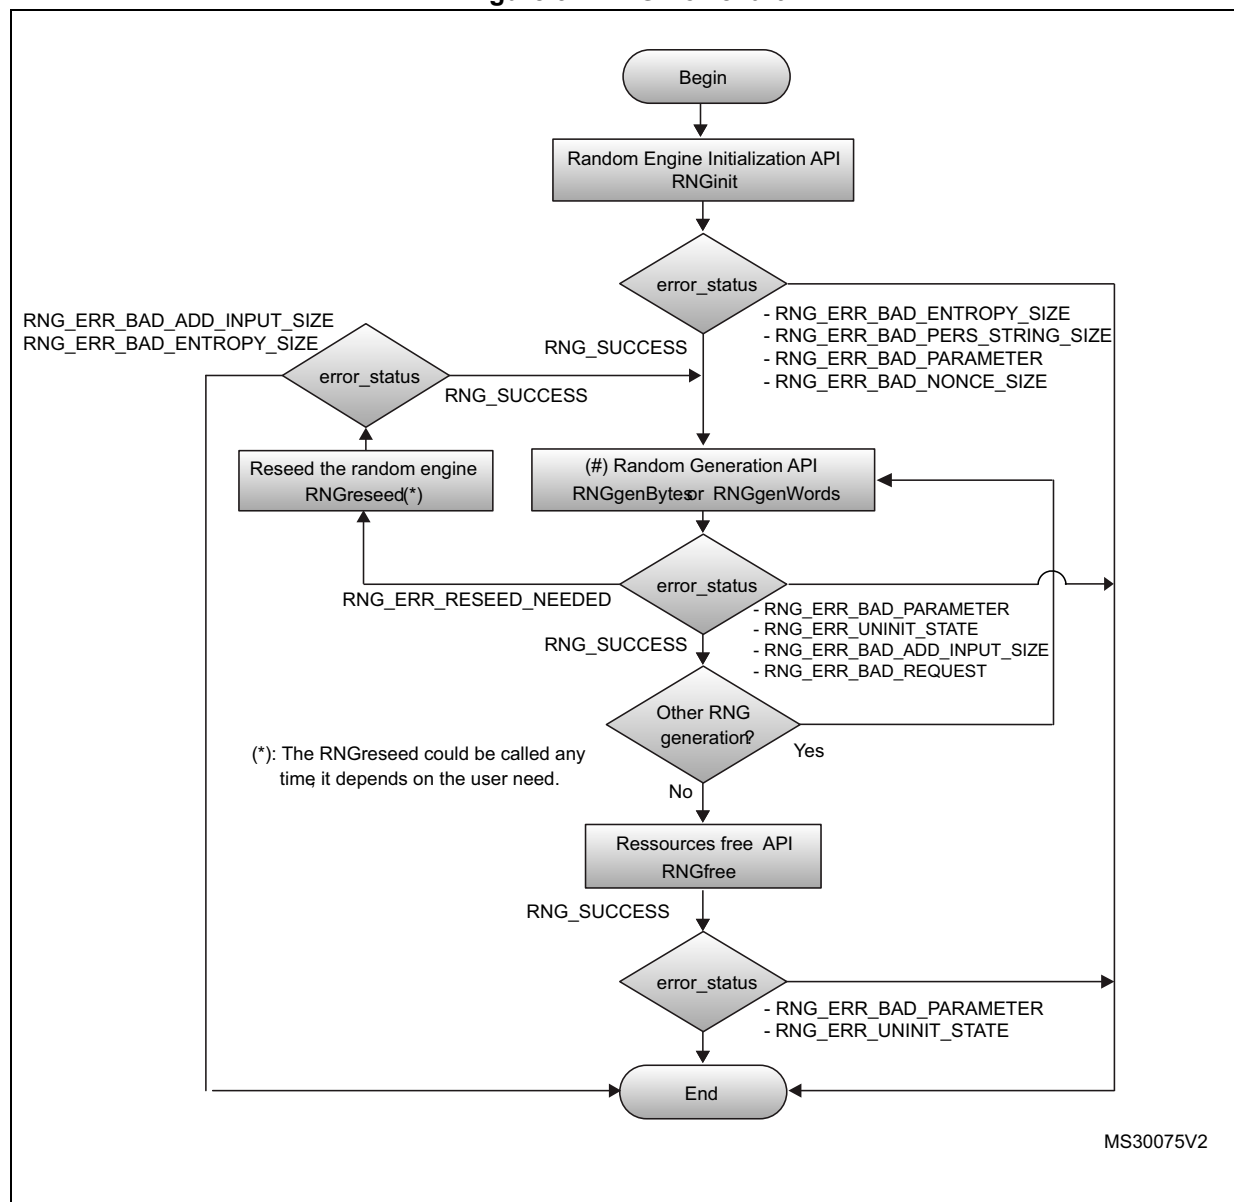 Begin
Random Engine Initialization API
RNGinit
error_status
- RNG_ERR_BAD_ENTROPY_SIZE
- RNG_ERR_BAD_PERS_STRING_SIZE
- RNG_ERR_BAD_PARAMETER
- RNG_ERR_BAD_NONCE_SIZE
RNG_SUCCESS
RNG_ERR_BAD_ADD_INPUT_SIZE
RNG_ERR_BAD_ENTROPY_SIZE
error_status
RNG_SUCCESS
Reseed the random engine
RNGreseed(*)
(#) Random Generation API
RNGgenBytes or RNGgenWords
error_status
RNG_ERR_RESEED_NEEDED
- RNG_ERR_BAD_PARAMETER
- RNG_ERR_UNINIT_STATE
- RNG_ERR_BAD_ADD_INPUT_SIZE
- RNG_ERR_BAD_REQUEST
RNG_SUCCESS
Other RNG
generation?
Yes
(*): The RNGreseed could be called any
time, it depends on the user need.
No
Ressources free API
RNGfree
RNG_SUCCESS
error_status
- RNG_ERR_BAD_PARAMETER
- RNG_ERR_UNINIT_STATE
End
MS30075V2